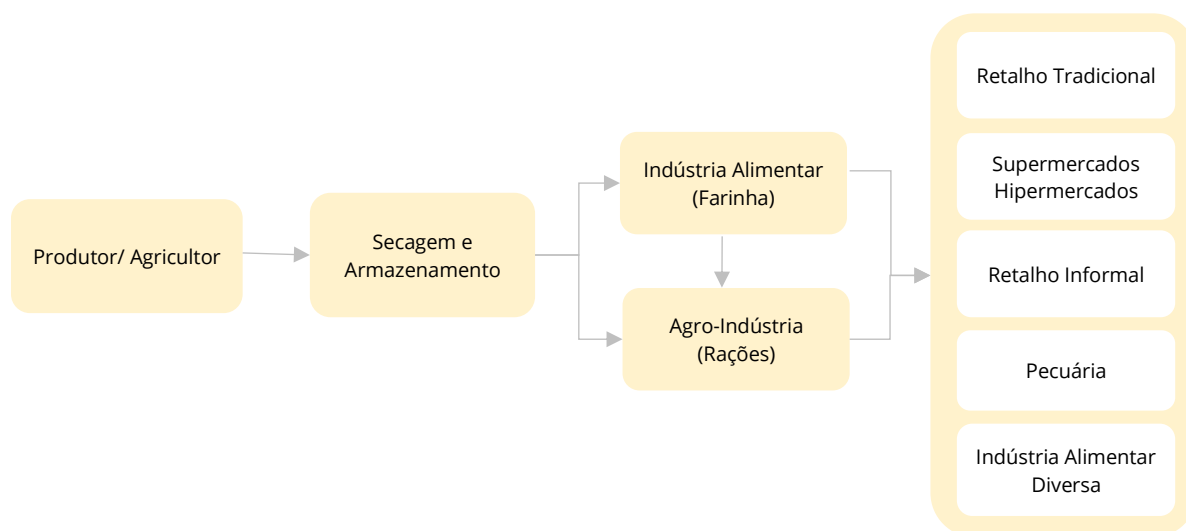 Produtor/ Agricultor
Secagem e
Armazenamento
Indústria Alimentar
(Farinha)
Agro-Indústria
(Rações)
Retalho Tradicional
Supermercados
Hipermercados
Retalho Informal
Pecuária
Indústria Alimentar
Diversa